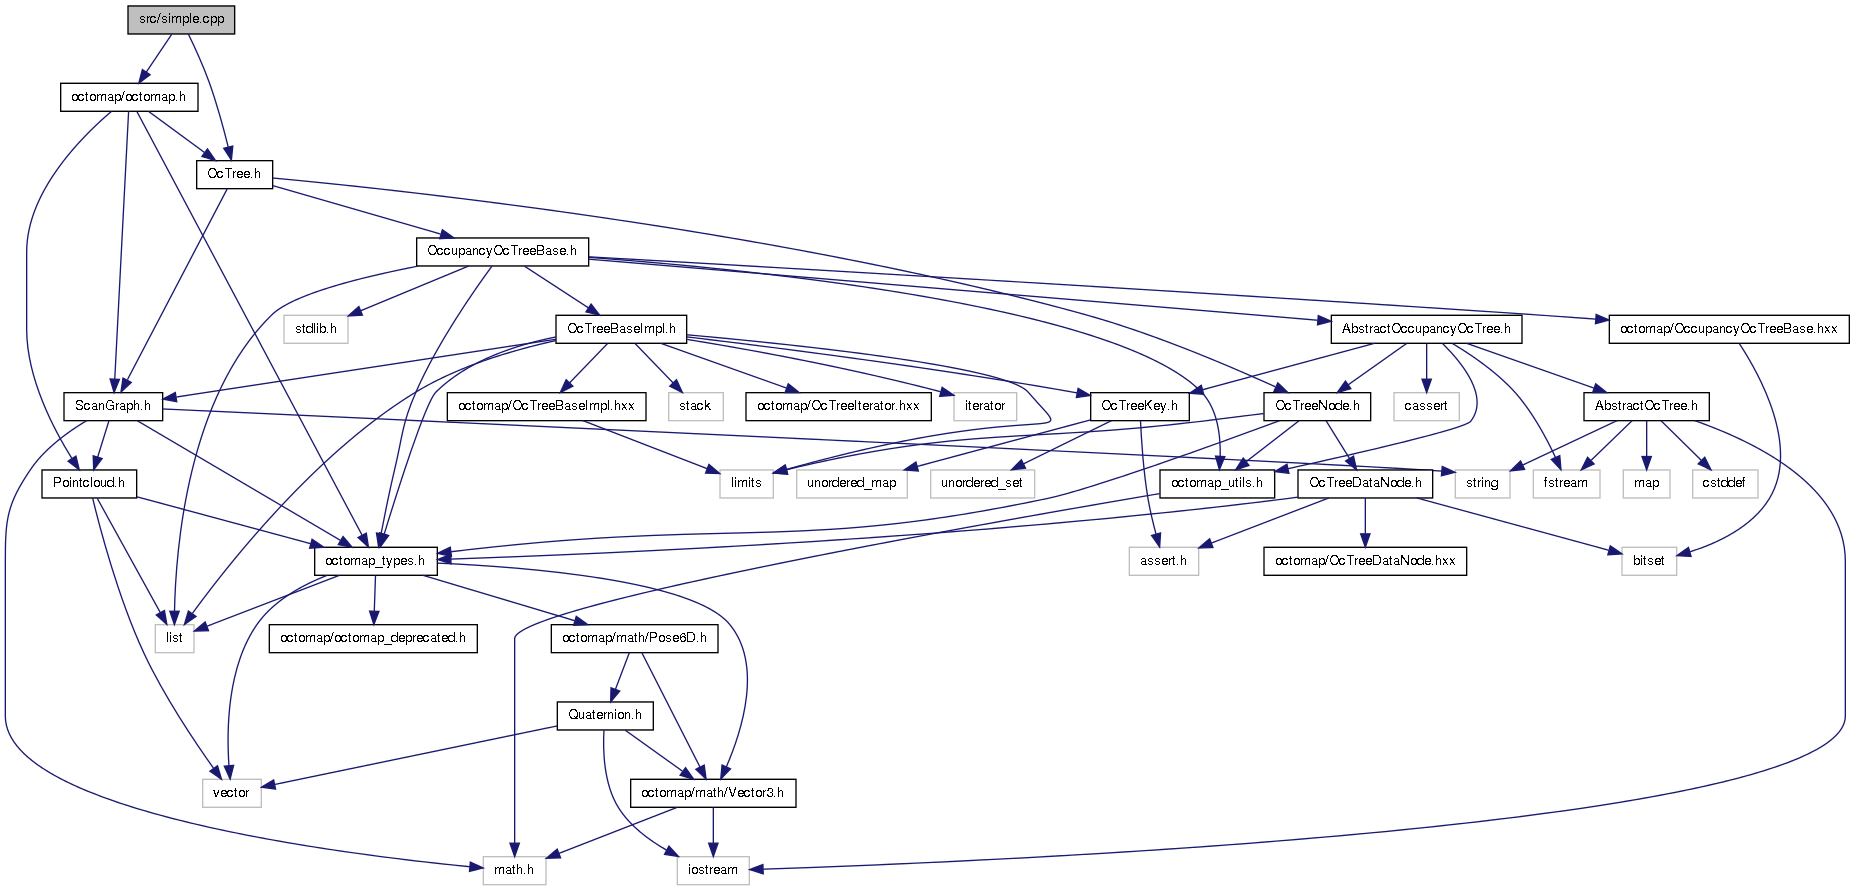 src/simple.cpp
octomap/octomap.h
OcTree.h
OccupancyOcTreeBase.h
stdlib.h
OcTreeBaseImpl.h
AbstractOccupancyOcTree.h
octomap/OccupancyOcTreeBase.hxx
ScanGraph.h
octomap/OcTreeBaseImpl.hxx
stack
octomap/OcTreeIterator.hxx
iterator
OcTreeKey.h
OcTreeNode.h
cassert
AbstractOcTree.h
Pointcloud.h
limits
unordered_map
unordered_set
octomap_utils.h
OcTreeDataNode.h
string
fstream
map
cstddef
octomap_types.h
assert.h
octomap/OcTreeDataNode.hxx
bitset
list
octomap/octomap_deprecated.h
octomap/math/Pose6D.h
Quaternion.h
vector
octomap/math/Vector3.h
math.h
iostream